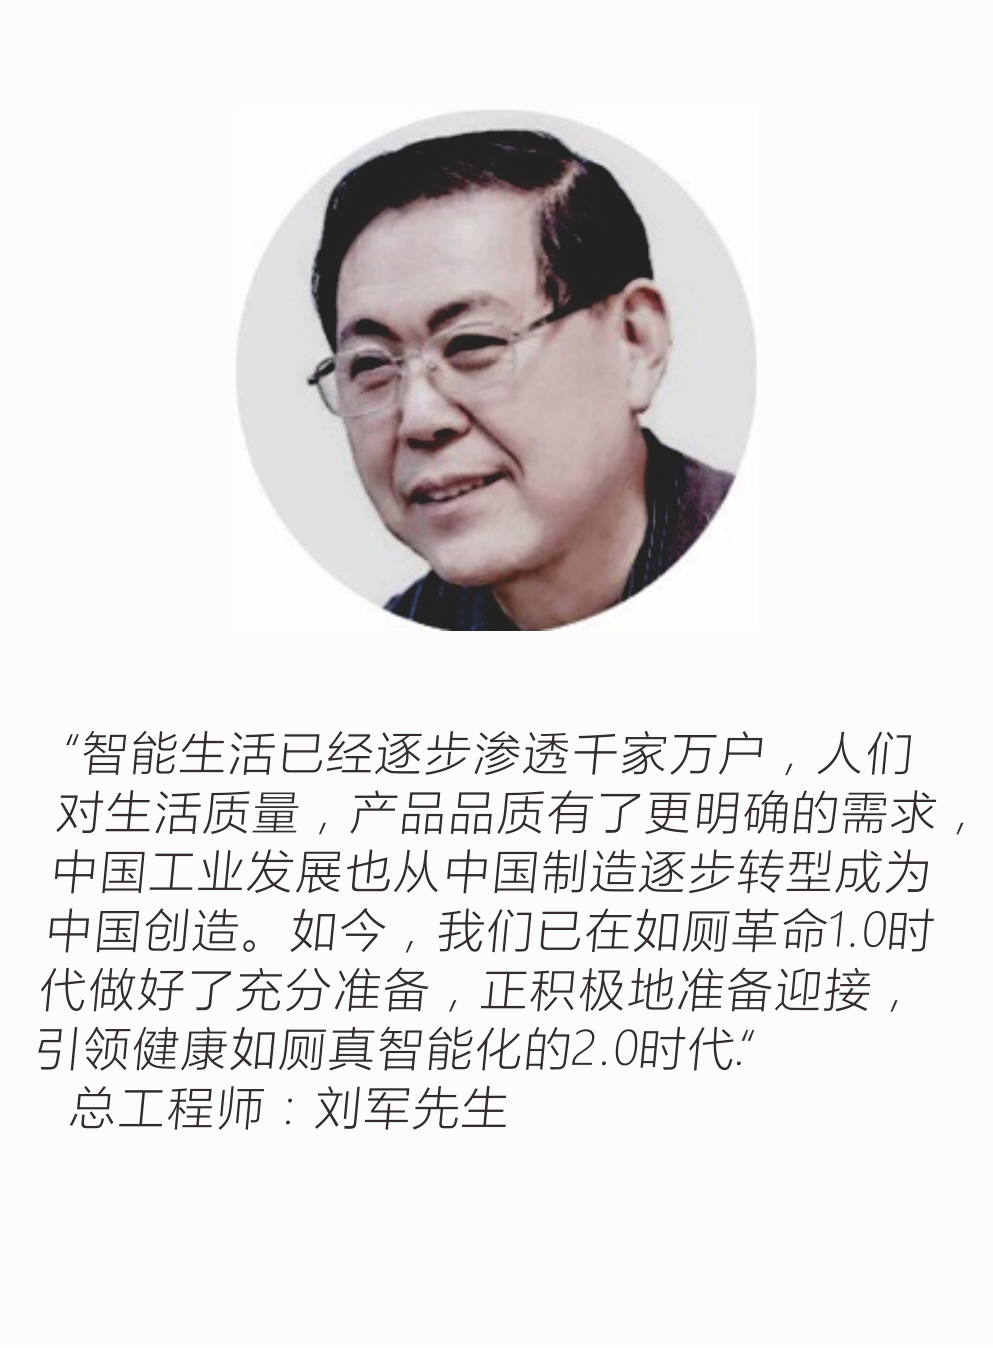 “智能生活已经逐步渗透千家万户，人们
对生活质量，产品品质有了更明确的需求，
中国工业发展也从中国制造逐步转型成为
中国创造。如今，我们已在如厕革命1.0时
代做好了充分准备，正积极地准备迎接，
引领健康如厕真智能化的2.0时代.“
总工程师：刘军先生